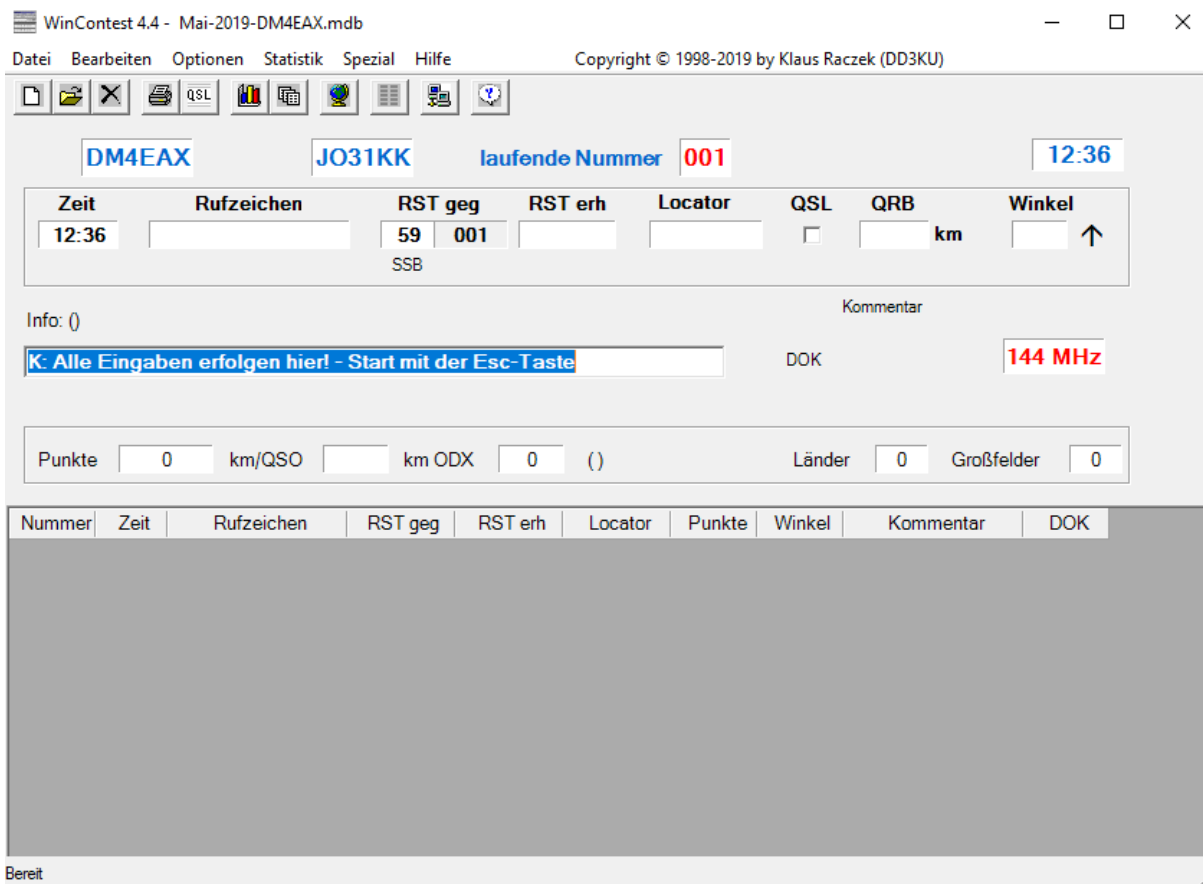 WinContest 4.4 - Mai-2019-DM4EAX.mdb
Datei Bearbeiten Optionen Statistik Spezial Hilfe Copyright © 1998-2019 by Klaus Raczek (DD3KU)
QSL
DM4EAX JO31KK laufende Nummer 001 12:36
Zeit Rufzeichen RST geg RST erh Locator QSL QRB Winkel
12:36 59 001 km ↑
SSB
Kommentar
Info: ()
K: Alle Eingaben erfolgen hier! - Start mit der Esc-Taste DOK 144 MHz
Punkte 0 km/QSO km ODX 0 () Länder 0 Großfelder 0
Nummer Zeit Rufzeichen RST geg RST erh Locator Punkte Winkel Kommentar DOK
Bereit